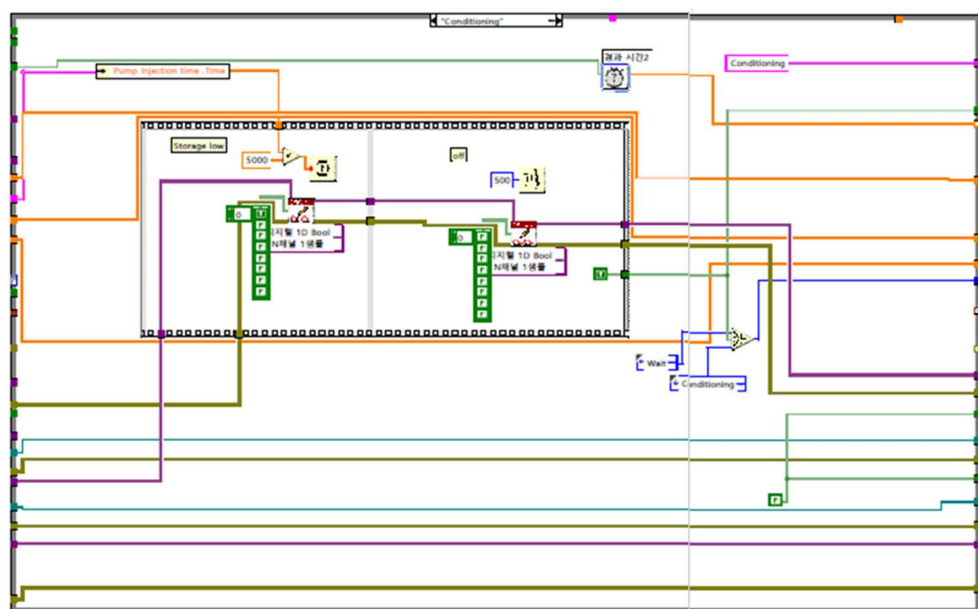 "Conditioning"
경과 시간2
Pump injection time .Time
Conditioning
Storage low
off
5000
500
0
T
F
F
F
F
F
F
F
지털 1D Bool
N채널 1샘플
0
F
F
F
F
F
F
F
F
지털 1D Bool
N채널 1샘플
T
Wait
Conditioning
F